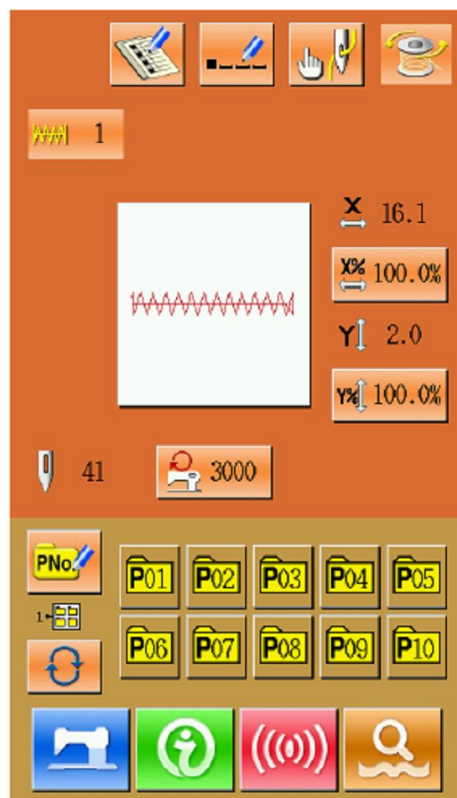 1
X 16.1
X% 100.0%
Y 2.0
Y% 100.0%
41 3000
PNo.
P01 P02 P03 P04 P05
1
P06 P07 P08 P09 P10